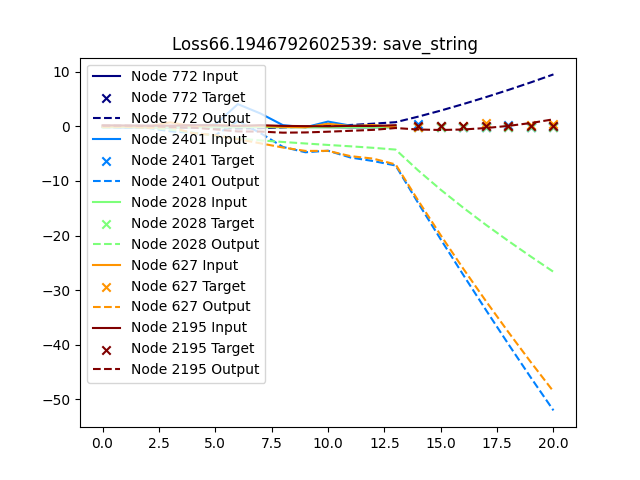 Loss66.1946792602539: save_string
10
0
−10
−20
−30
−40
−50
Node 772 Input
Node 772 Target
Node 772 Output
Node 2401 Input
Node 2401 Target
Node 2401 Output
Node 2028 Input
Node 2028 Target
Node 2028 Output
Node 627 Input
Node 627 Target
Node 627 Output
Node 2195 Input
Node 2195 Target
Node 2195 Output
0.0 2.5 5.0 7.5 10.0 12.5 15.0 17.5 20.0